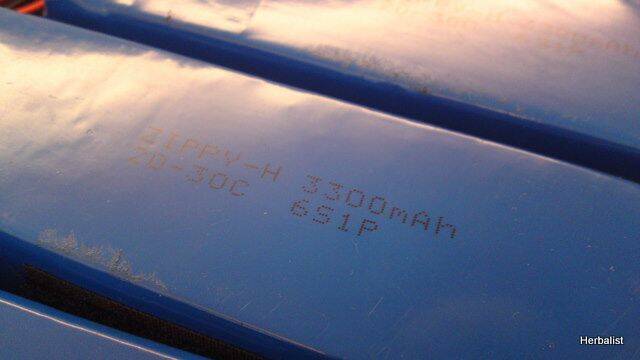 ZIPPY-H 3300mAh
20-30C 6S1P
Herbalist